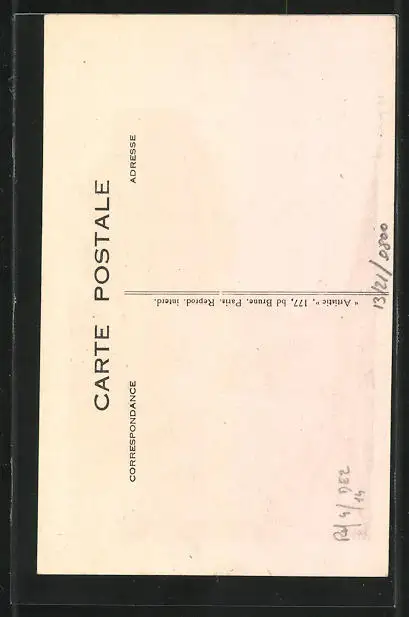 CARTE POSTALE
CORRESPONDANCE
ADRESSE
" Artistic ", 177, bd Brune, Paris. Reprod. interd.
13/21/0800